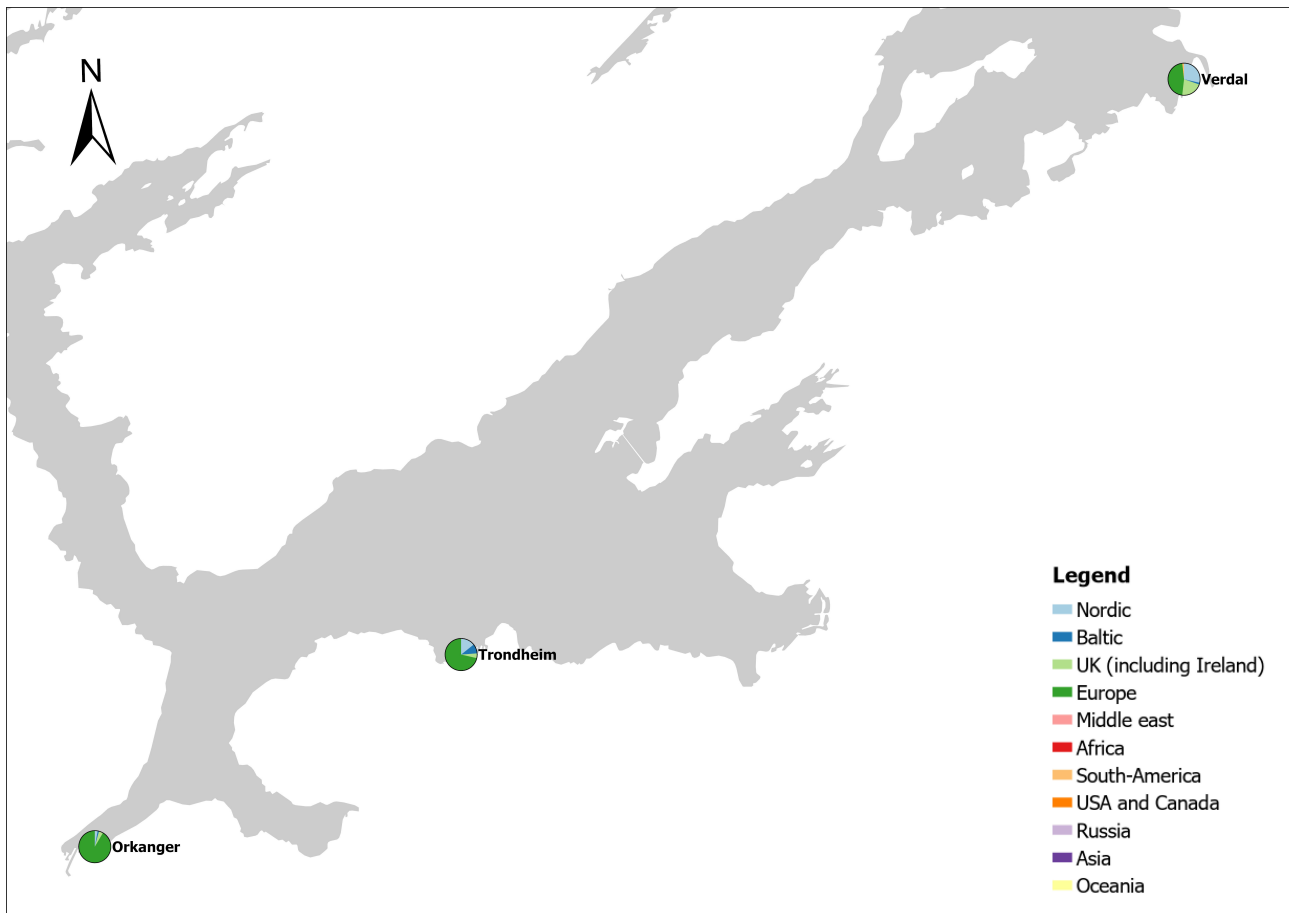 N
Verdal
Trondheim
Orkanger
Legend
Nordic
Baltic
UK (including Ireland)
Europe
Middle east
Africa
South-America
USA and Canada
Russia
Asia
Oceania